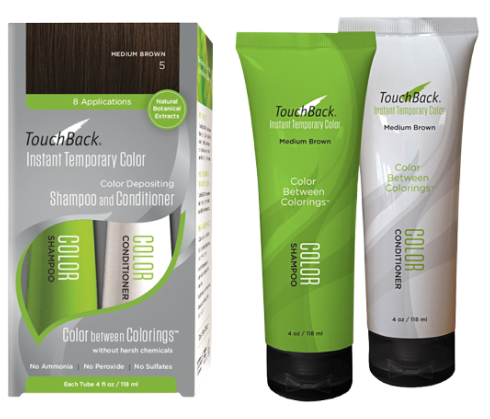 MEDIUM BROWN
5
8 Applications
Natural
Botanical
Extracts
TouchBack®
Instant Temporary Color
Color Depositing
Shampoo and Conditioner
COLOR
SHAMPOO
COLOR
CONDITIONER
Color between Colorings™
without harsh chemicals
No Ammonia | No Peroxide | No Sulfates
Each Tube 4 fl oz / 118 ml
TouchBack®
Instant Temporary Color
Medium Brown
Color
Between
Colorings™
COLOR
SHAMPOO
4 oz / 118 ml
TouchBack®
Instant Temporary Color
Medium Brown
Color
Between
Colorings™
COLOR
CONDITIONER
4 oz / 118 ml